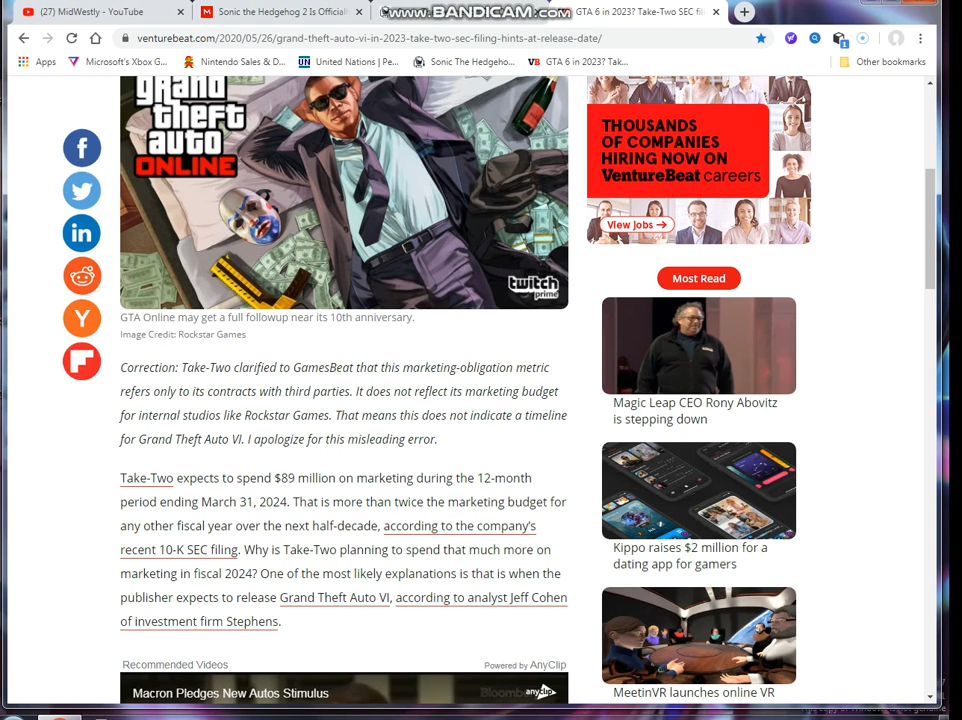 (27) MidWestly - YouTube
Sonic the Hedgehog 2 Is Officiall
www.BANDICAM.com
GTA 6 in 2023? Take-Two SEC fil
venturebeat.com/2020/05/26/grand-theft-auto-vi-in-2023-take-two-sec-filing-hints-at-release-date/
Apps
Microsoft's Xbox G...
Nintendo Sales & D...
United Nations | Pe...
Sonic The Hedgeho...
GTA 6 in 2023? Tak...
Other bookmarks
grand
theft
auto
ONLINE
twitch
prime
THOUSANDS
OF COMPANIES
HIRING NOW ON
VentureBeat careers
View jobs →
Most Read
GTA Online may get a full followup near its 10th anniversary.
Image Credit: Rockstar Games
Correction: Take-Two clarified to GamesBeat that this marketing-obligation metric
refers only to its contracts with third parties. It does not reflect its marketing budget
for internal studios like Rockstar Games. That means this does not indicate a timeline
for Grand Theft Auto VI. I apologize for this misleading error.
Take-Two expects to spend $89 million on marketing during the 12-month
period ending March 31, 2024. That is more than twice the marketing budget for
any other fiscal year over the next half-decade, according to the company's
recent 10-K SEC filing. Why is Take-Two planning to spend that much more on
marketing in fiscal 2024? One of the most likely explanations is that is when the
publisher expects to release Grand Theft Auto VI, according to analyst Jeff Cohen
of investment firm Stephens.
Magic Leap CEO Rony Abovitz
is stepping down
Kippo raises $2 million for a
dating app for gamers
MeetinVR launches online VR
Recommended Videos
Powered by AnyClip
Macron Pledges New Autos Stimulus
Bloomberg
anyclip